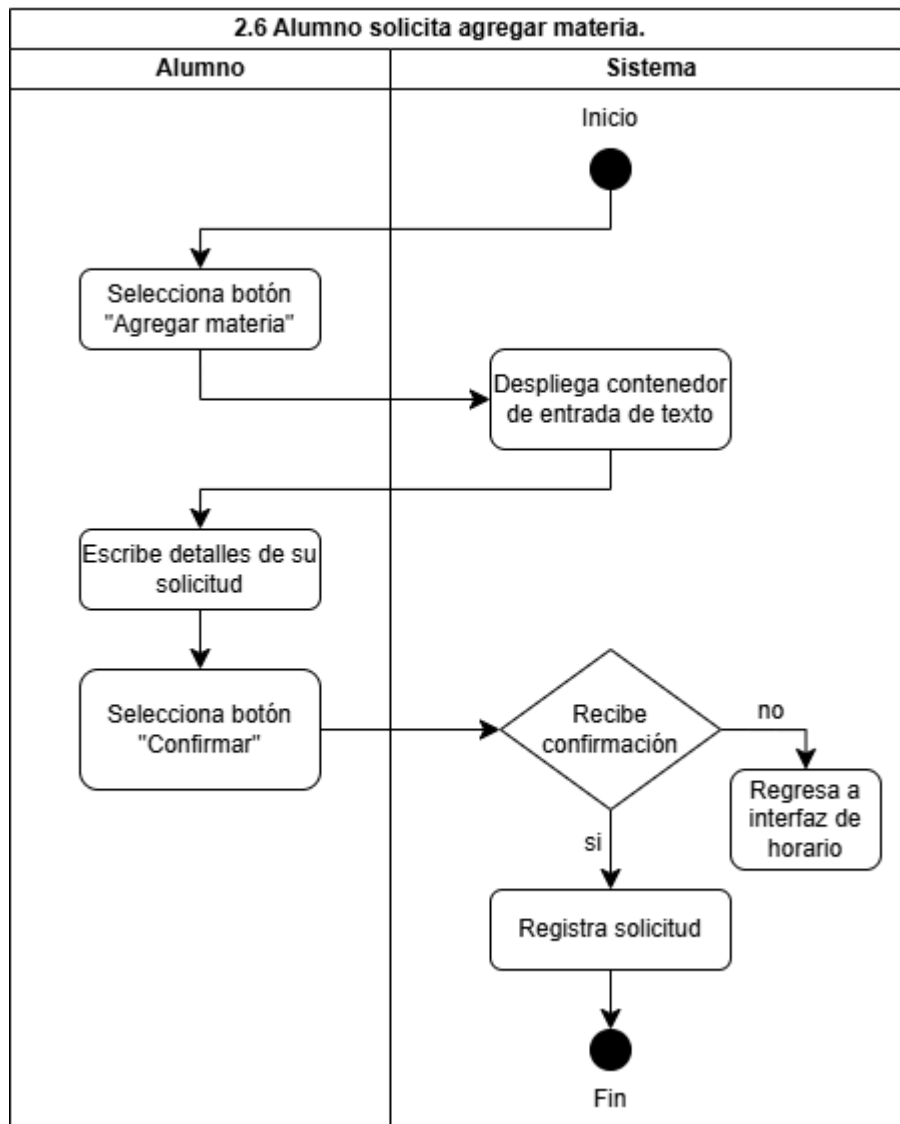 2.6 Alumno solicita agregar materia.
Alumno
Sistema
Inicio
Selecciona botón
"Agregar materia"
Despliega contenedor
de entrada de texto
Escribe detalles de su
solicitud
Selecciona botón
"Confirmar"
Recibe
confirmación
no
Regresa a
interfaz de
horario
si
Registra solicitud
Fin